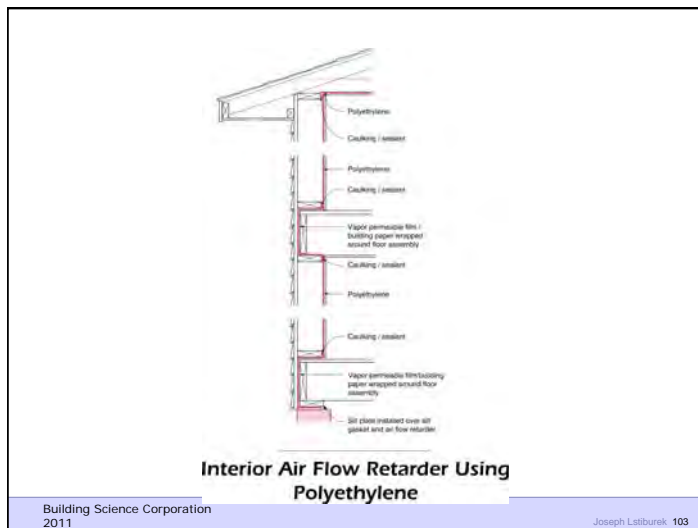 Polyethylene
Caulking / sealant
Polyethylene
Caulking / sealant
Vapor permeable film /
building paper wrapped
around floor assembly
Caulking / sealant
Polyethylene
Caulking / sealant
Vapor permeable film/building
paper wrapped around floor
assembly
Sill plate installed over sill
gasket and air flow retarder
Interior Air Flow Retarder Using
Polyethylene
Building Science Corporation
2011
Joseph Lstiburek 103